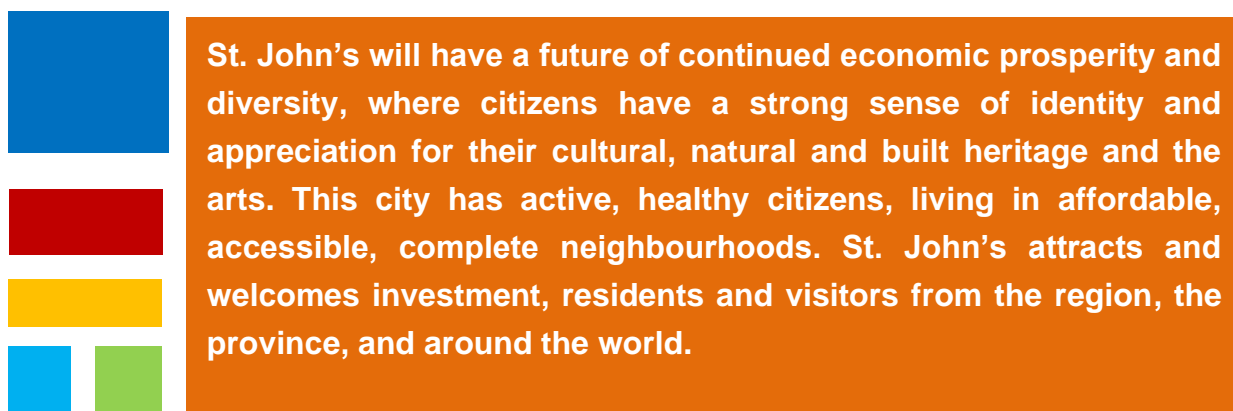 St. John’s will have a future of continued economic prosperity and
diversity, where citizens have a strong sense of identity and
appreciation for their cultural, natural and built heritage and the
arts. This city has active, healthy citizens, living in affordable,
accessible, complete neighbourhoods. St. John’s attracts and
welcomes investment, residents and visitors from the region, the
province, and around the world.